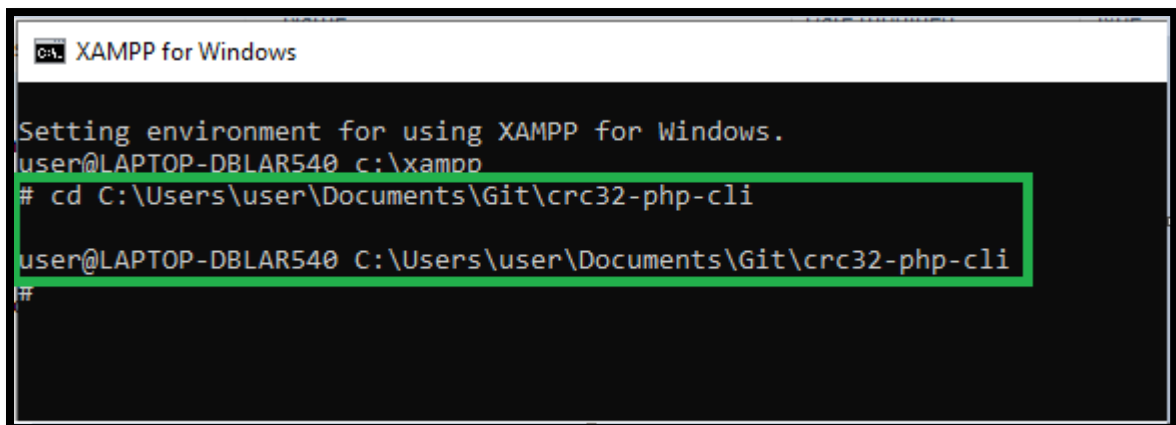 XAMPP for Windows
Setting environment for using XAMPP for Windows.
user@LAPTOP-DBLAR540 c:\xampp
# cd C:\Users\user\Documents\Git\crc32-php-cli
user@LAPTOP-DBLAR540 C:\Users\user\Documents\Git\crc32-php-cli
#